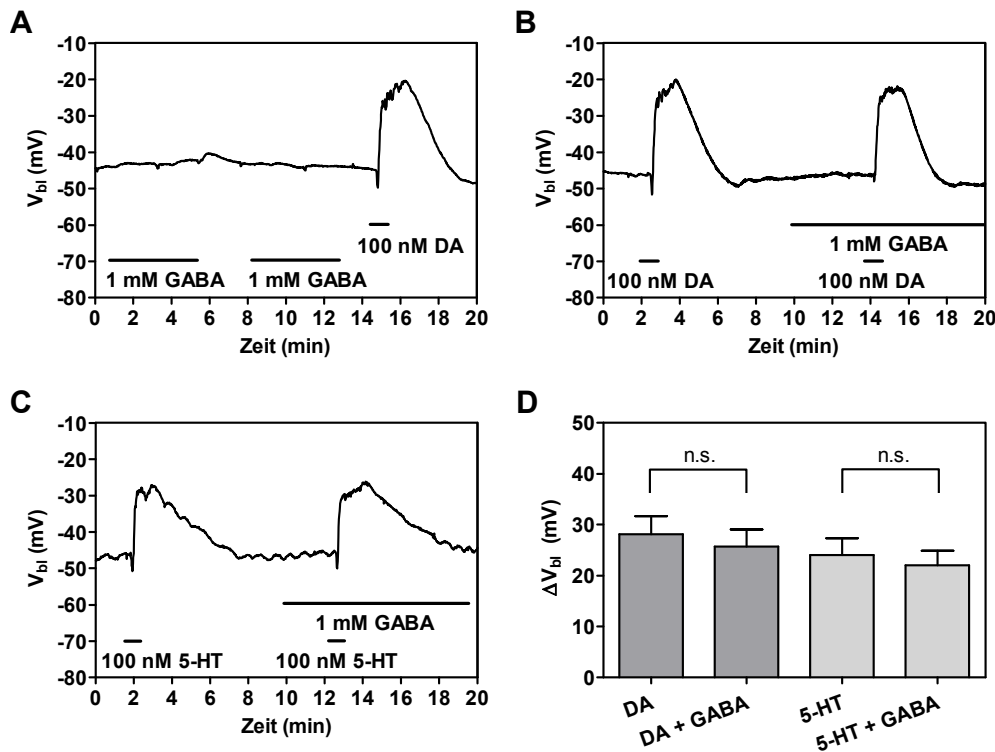 A
-10
-20
-30
-40
-50
-60
-70
-80
V_bl (mV)
100 nM DA
1 mM GABA 1 mM GABA
0 2 4 6 8 10 12 14 16 18 20
Zeit (min)
B
-10
-20
-30
-40
-50
-60
-70
-80
V_bl (mV)
1 mM GABA
100 nM DA 100 nM DA
0 2 4 6 8 10 12 14 16 18 20
Zeit (min)
C
-10
-20
-30
-40
-50
-60
-70
-80
V_bl (mV)
1 mM GABA
100 nM 5-HT 100 nM 5-HT
0 2 4 6 8 10 12 14 16 18 20
Zeit (min)
D
50
40
30
20
10
0
ΔV_bl (mV)
n.s. n.s.
DA
DA + GABA
5-HT
5-HT + GABA